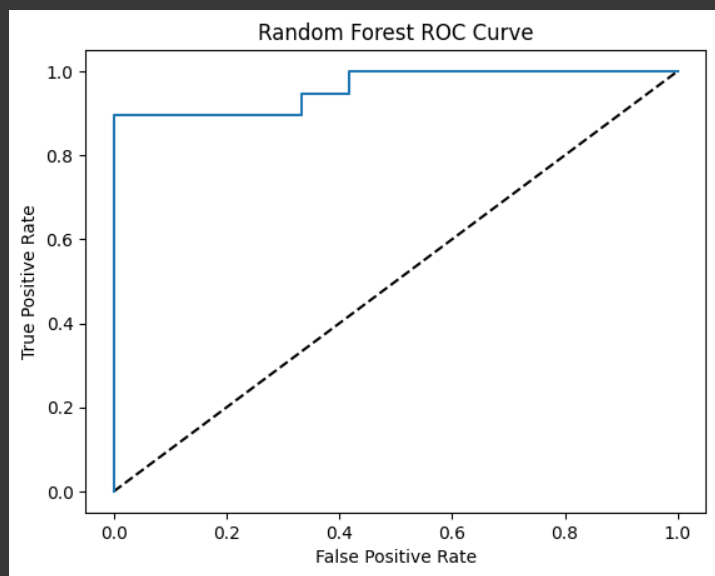 Random Forest ROC Curve
1.0
0.8
0.6
0.4
0.2
0.0
True Positive Rate
0.0 0.2 0.4 0.6 0.8 1.0
False Positive Rate